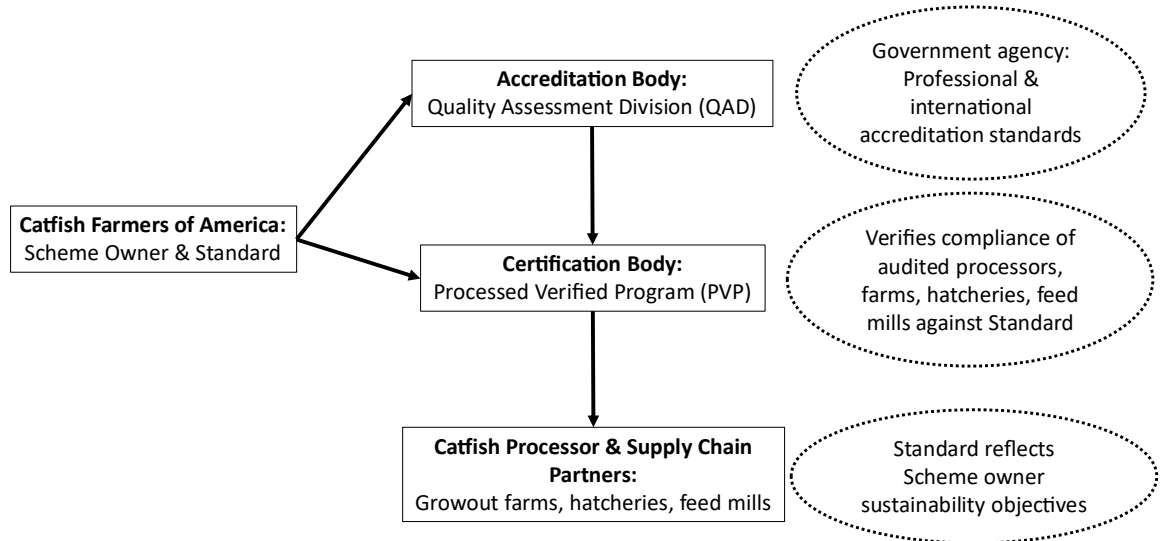 Accreditation Body:
Quality Assessment Division (QAD)
Government agency:
Professional &
international
accreditation standards
Catfish Farmers of America:
Scheme Owner & Standard
Certification Body:
Processed Verified Program (PVP)
Verifies compliance of
audited processors,
farms, hatcheries, feed
mills against Standard
Catfish Processor & Supply Chain
Partners:
Growout farms, hatcheries, feed mills
Standard reflects
Scheme owner
sustainability objectives